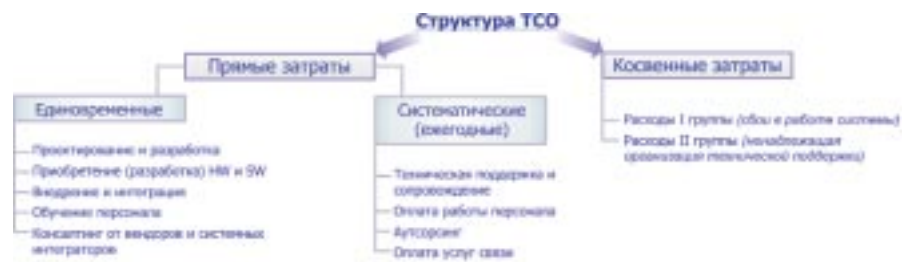 Структура ТСО
Прямые затраты
Косвенные затраты
Единовременные
Проектирование и разработка
Приобретение (разработка) HW и SW
Внедрение и интеграция
Обучение персонала
Консалтинг от вендоров и системных
интеграторов
Систематические
(ежегодные)
Техническая поддержка и
сопровождение
Оплата работы персонала
Аутсорсинг
Оплата услуг связи
Расходы I группы (сбои в работе системы)
Расходы II группы (ненадлежащая
организация технической поддержки)